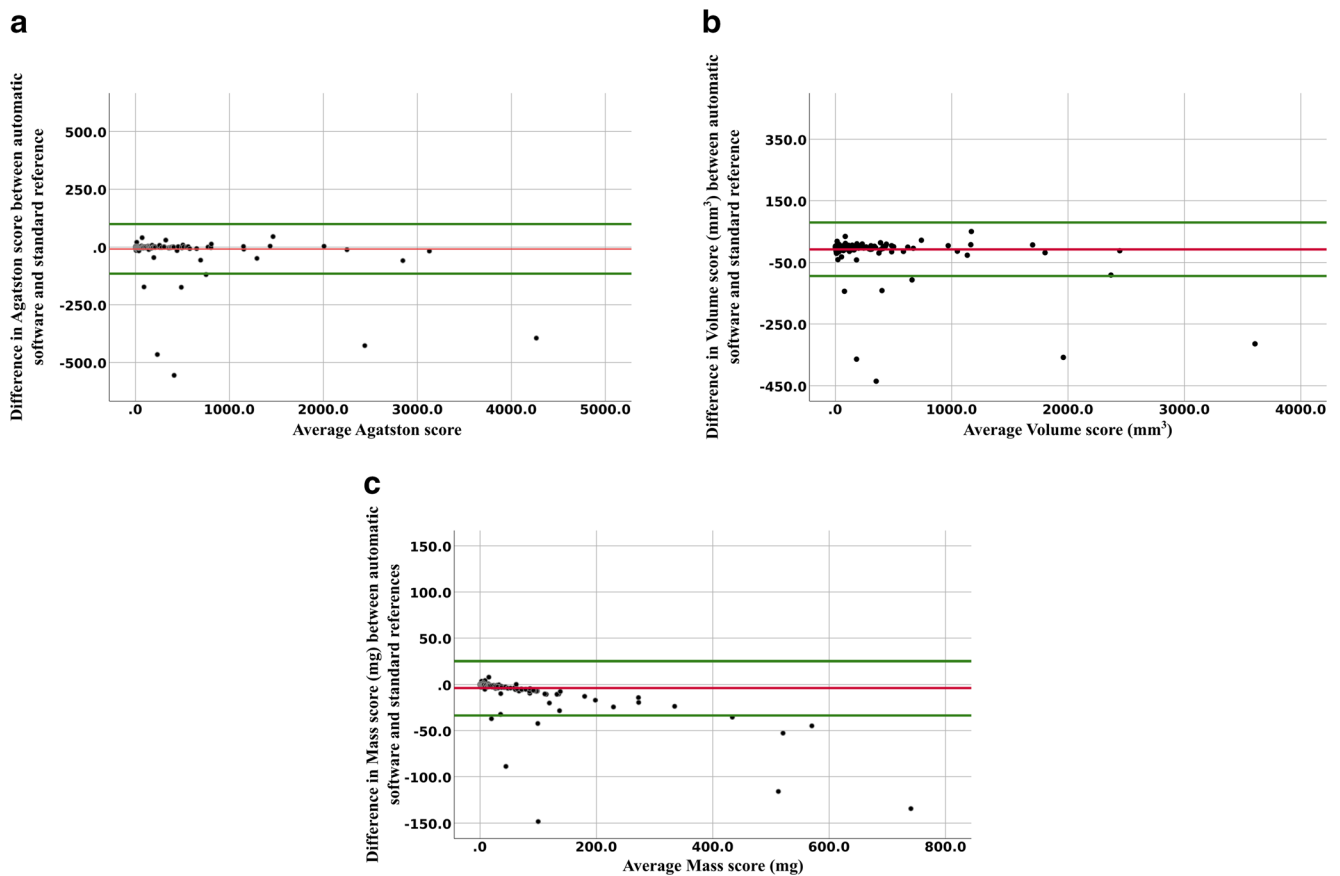 a
Difference in Agatston score between automatic
software and standard reference
500.0
250.0
.0
-250.0
-500.0
.0 1000.0 2000.0 3000.0 4000.0 5000.0
Average Agatston score
b
Difference in Volume score (mm³) between automatic
software and standard reference
350.0
150.0
-50.0
-250.0
-450.0
.0 1000.0 2000.0 3000.0 4000.0
Average Volume score (mm³)
c
Difference in Mass score (mg) between automatic
software and standard references
150.0
100.0
50.0
.0
-50.0
-100.0
-150.0
.0 200.0 400.0 600.0 800.0
Average Mass score (mg)